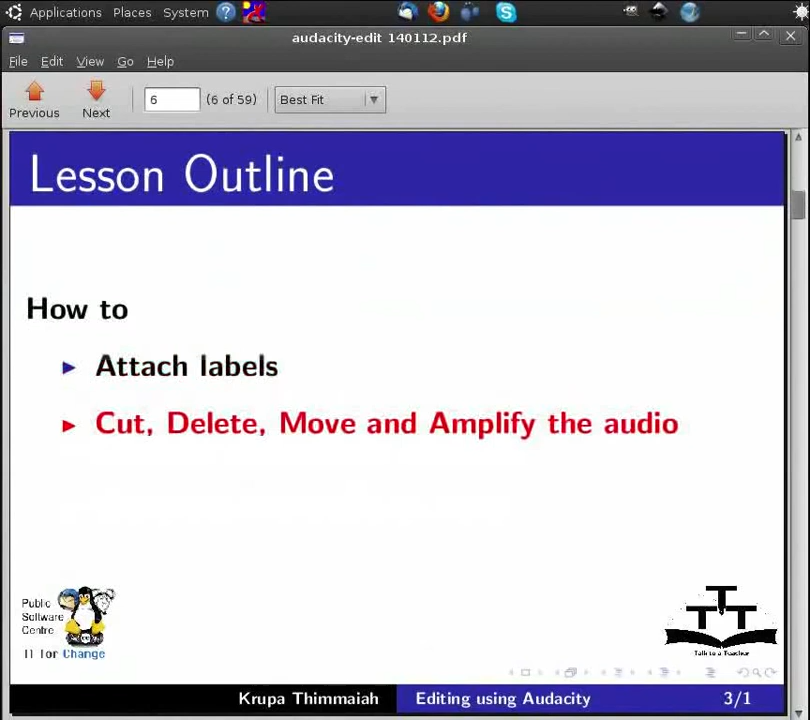 Applications Places System
audacity-edit 140112.pdf
File Edit View Go Help
Previous Next 6 (6 of 59) Best Fit
Lesson Outline
How to
Attach labels
Cut, Delete, Move and Amplify the audio
Public
Software
Centre
IT for Change
T T T
Talk to a Teacher
Krupa Thimmaiah Editing using Audacity 3/1